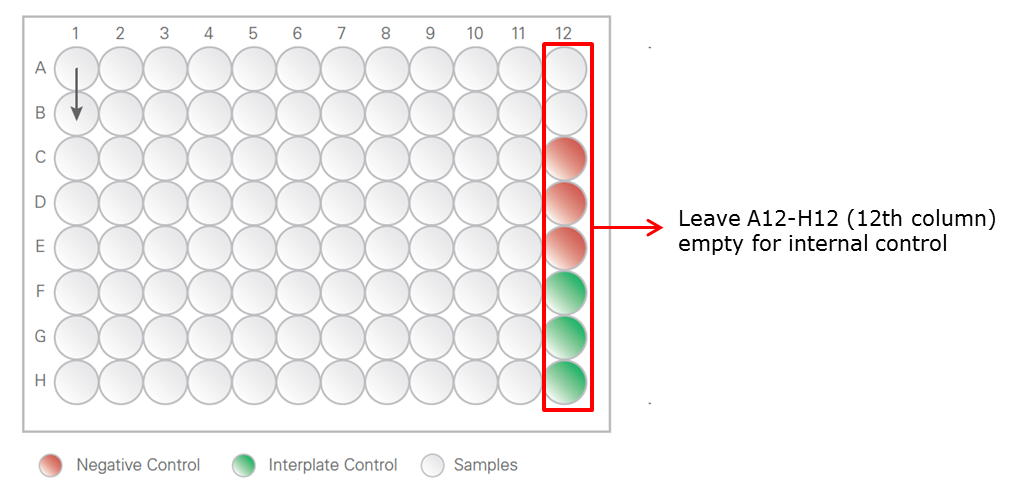 1 2 3 4 5 6 7 8 9 10 11 12
A
B
C
D
E
F
G
H
Leave A12-H12 (12th column)
empty for internal control
Negative Control Interplate Control Samples